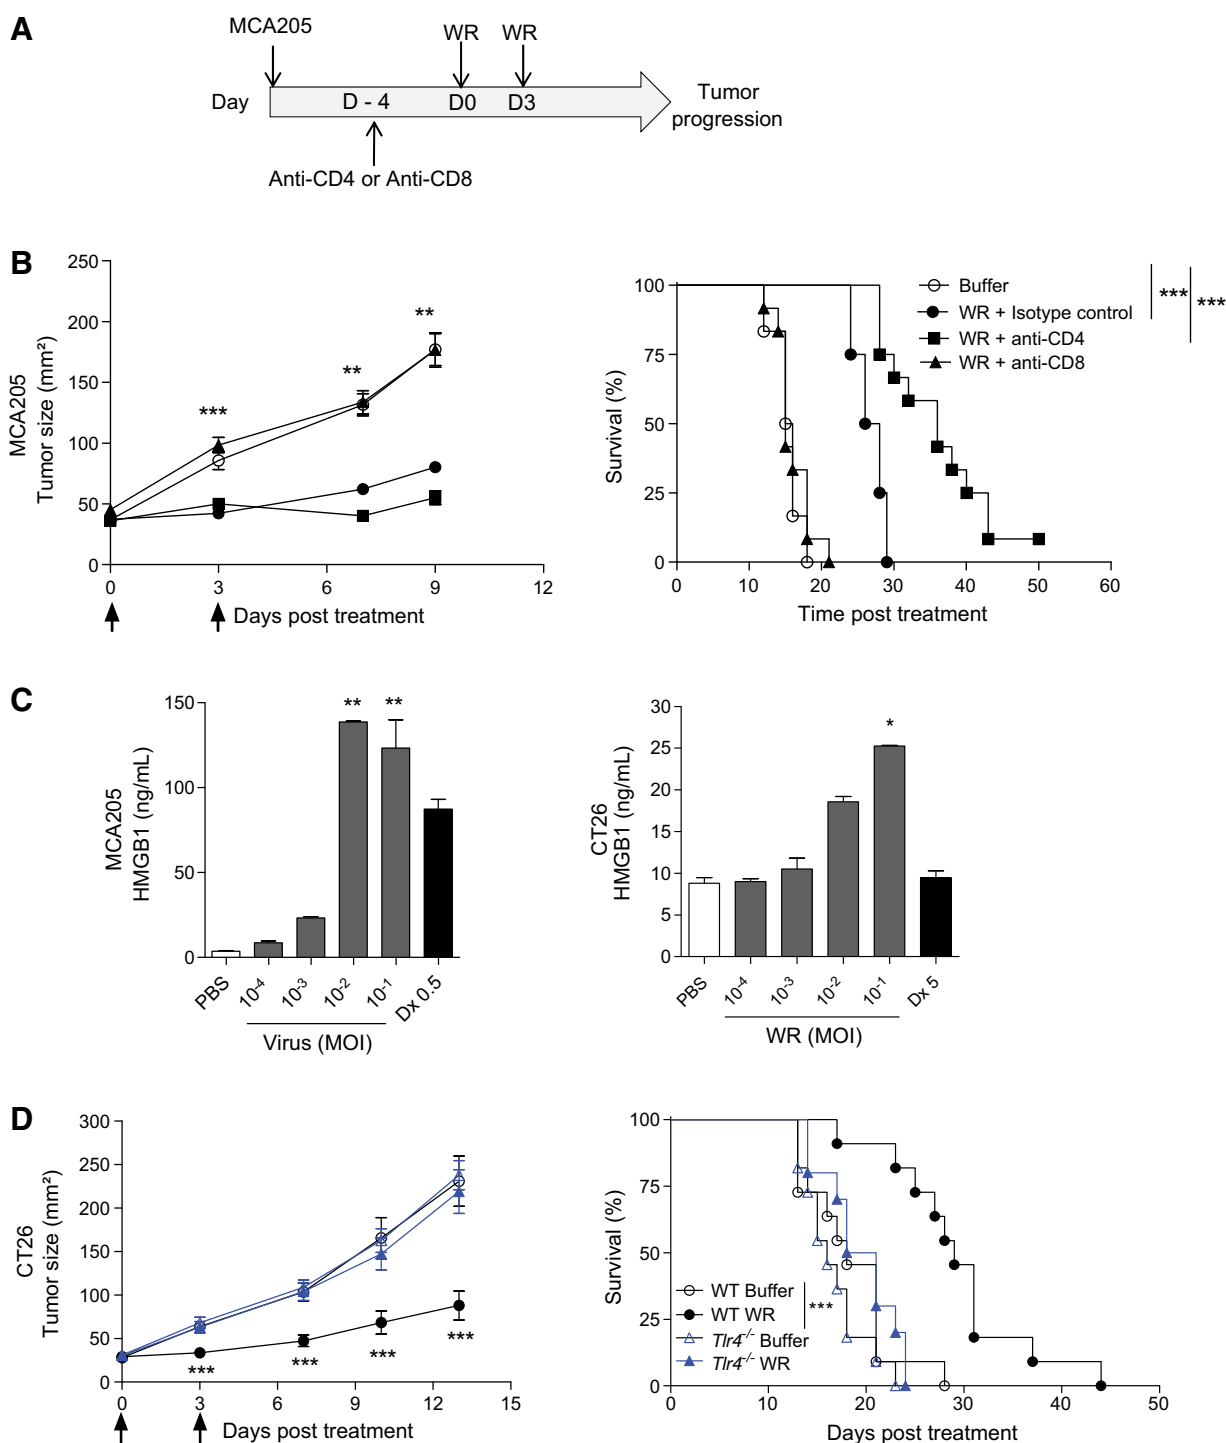 A
MCA205
WR
WR
Day
D - 4
D0
D3
Tumor
progression
Anti-CD4 or Anti-CD8
B
MCA205
Tumor size (mm²)
250
200
150
100
50
0
***
**
**
0
3
6
9
12
Days post treatment
Survival (%)
100
75
50
25
0
Buffer
WR + Isotype control
WR + anti-CD4
WR + anti-CD8
***
***
0
10
20
30
40
50
60
Time post treatment
C
MCA205
HMGB1 (ng/mL)
150
100
50
0
**
**
PBS
10⁻⁴
10⁻³
10⁻²
10⁻¹
Dx 0.5
Virus (MOI)
CT26
HMGB1 (ng/mL)
30
25
20
15
10
5
0
*
PBS
10⁻⁴
10⁻³
10⁻²
10⁻¹
Dx 5
WR (MOI)
D
CT26
Tumor size (mm²)
300
250
200
150
100
50
0
***
***
***
***
0
3
6
9
12
15
Days post treatment
Survival (%)
100
75
50
25
0
WT Buffer
WT WR
Tlr4⁻/⁻ Buffer
Tlr4⁻/⁻ WR
***
0
10
20
30
40
50
Days post treatment